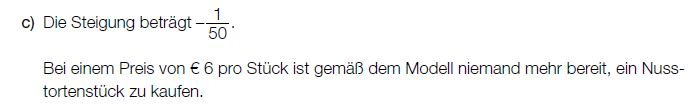 c) Die Steigung beträgt –1/50.
Bei einem Preis von € 6 pro Stück ist gemäß dem Modell niemand mehr bereit, ein Nuss-
tortenstück zu kaufen.